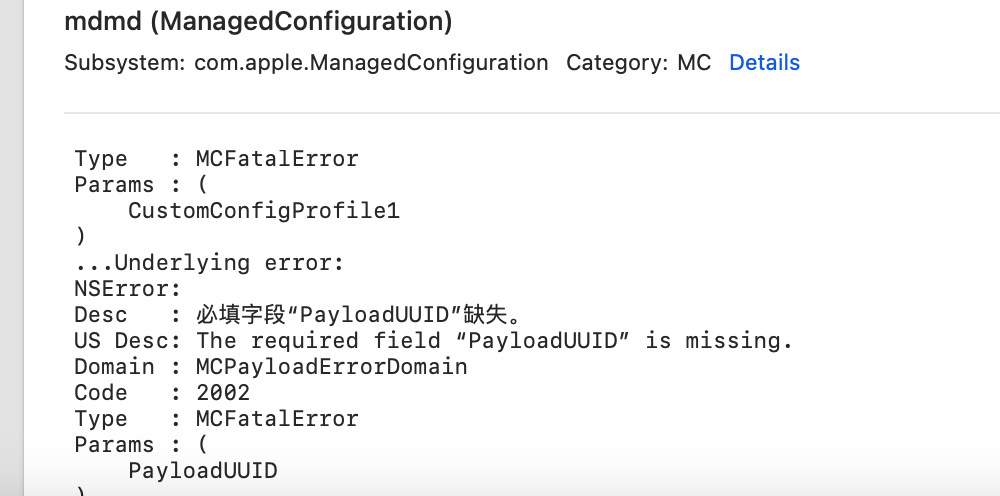 mdmd (ManagedConfiguration)
Subsystem: com.apple.ManagedConfiguration Category: MC Details
Type : MCFatalError
Params : (
CustomConfigProfile1
)
...Underlying error:
NSError:
Desc : 必填字段“PayloadUUID”缺失。
US Desc: The required field “PayloadUUID” is missing.
Domain : MCPayloadErrorDomain
Code : 2002
Type : MCFatalError
Params : (
PayloadUUID
)